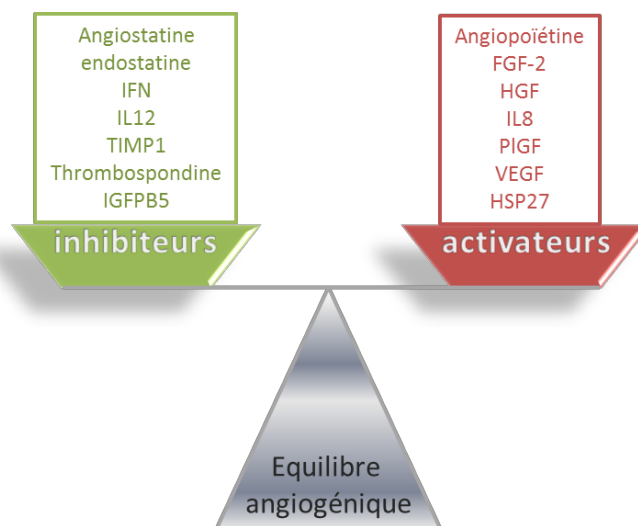 Angiostatine
endostatine
IFN
IL12
TIMP1
Thrombospondine
IGFPB5
inhibiteurs
Angiopoïétine
FGF-2
HGF
IL8
PlGF
VEGF
HSP27
activateurs
Equilibre
angiogénique